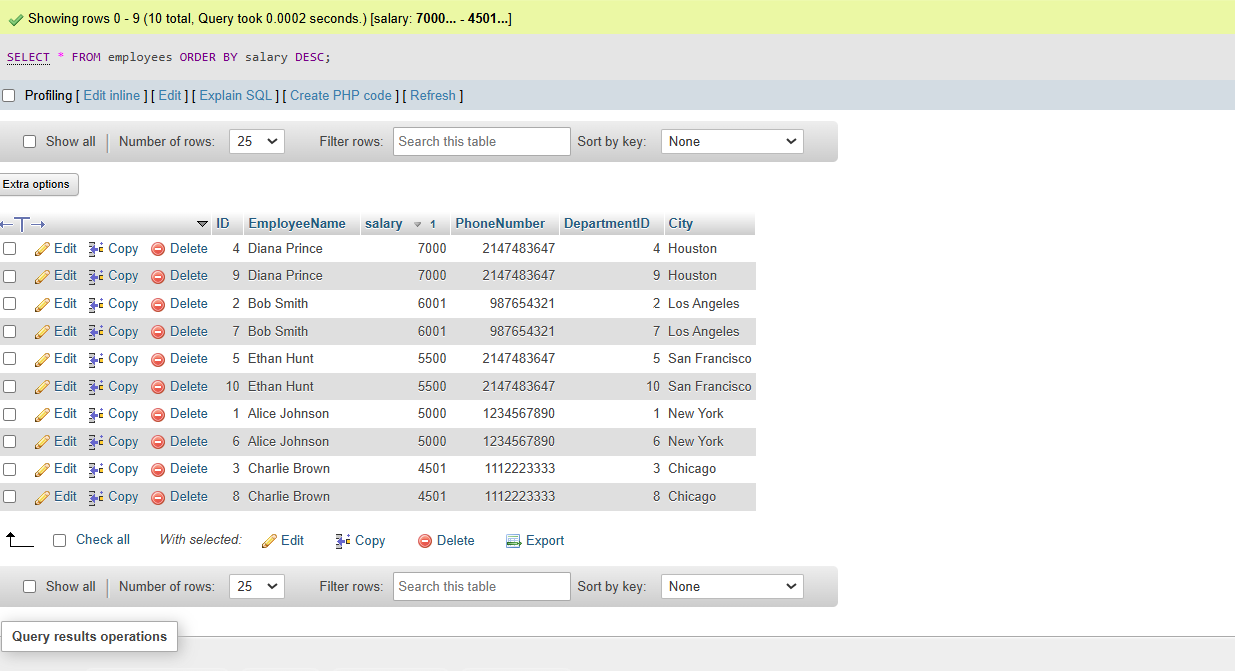 Showing rows 0 - 9 (10 total, Query took 0.0002 seconds.) [salary: 7000... - 4501...]
SELECT * FROM employees ORDER BY salary DESC;
Profiling [ Edit inline ] [ Edit ] [ Explain SQL ] [ Create PHP code ] [ Refresh ]
Show all Number of rows: 25 Filter rows: Search this table Sort by key: None
Extra options
ID EmployeeName salary 1 PhoneNumber DepartmentID City
Edit Copy Delete 4 Diana Prince 7000 2147483647 4 Houston
Edit Copy Delete 9 Diana Prince 7000 2147483647 9 Houston
Edit Copy Delete 2 Bob Smith 6001 987654321 2 Los Angeles
Edit Copy Delete 7 Bob Smith 6001 987654321 7 Los Angeles
Edit Copy Delete 5 Ethan Hunt 5500 2147483647 5 San Francisco
Edit Copy Delete 10 Ethan Hunt 5500 2147483647 10 San Francisco
Edit Copy Delete 1 Alice Johnson 5000 1234567890 1 New York
Edit Copy Delete 6 Alice Johnson 5000 1234567890 6 New York
Edit Copy Delete 3 Charlie Brown 4501 1112223333 3 Chicago
Edit Copy Delete 8 Charlie Brown 4501 1112223333 8 Chicago
Check all With selected: Edit Copy Delete Export
Show all Number of rows: 25 Filter rows: Search this table Sort by key: None
Query results operations